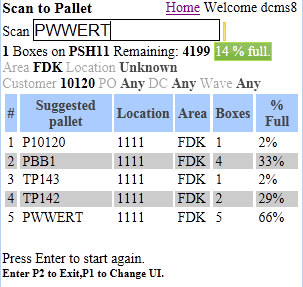 Scan to Pallet Home Welcome dcms8
Scan PWWERT
1 Boxes on PSH11 Remaining: 4199 14 % full.
Area FDK Location Unknown
Customer 10120 PO Any DC Any Weight Any
# Suggested pallet Location Area Boxes % Full
1 P10120 1111 FDK 1 2%
2 PBB1 1111 FDK 4 33%
3 TP143 1111 FDK 1 2%
4 TP142 1111 FDK 2 29%
5 PWWERT 1111 FDK 5 66%
Press Enter to start again.
Enter P2 to Exit,P1 to Change UI.